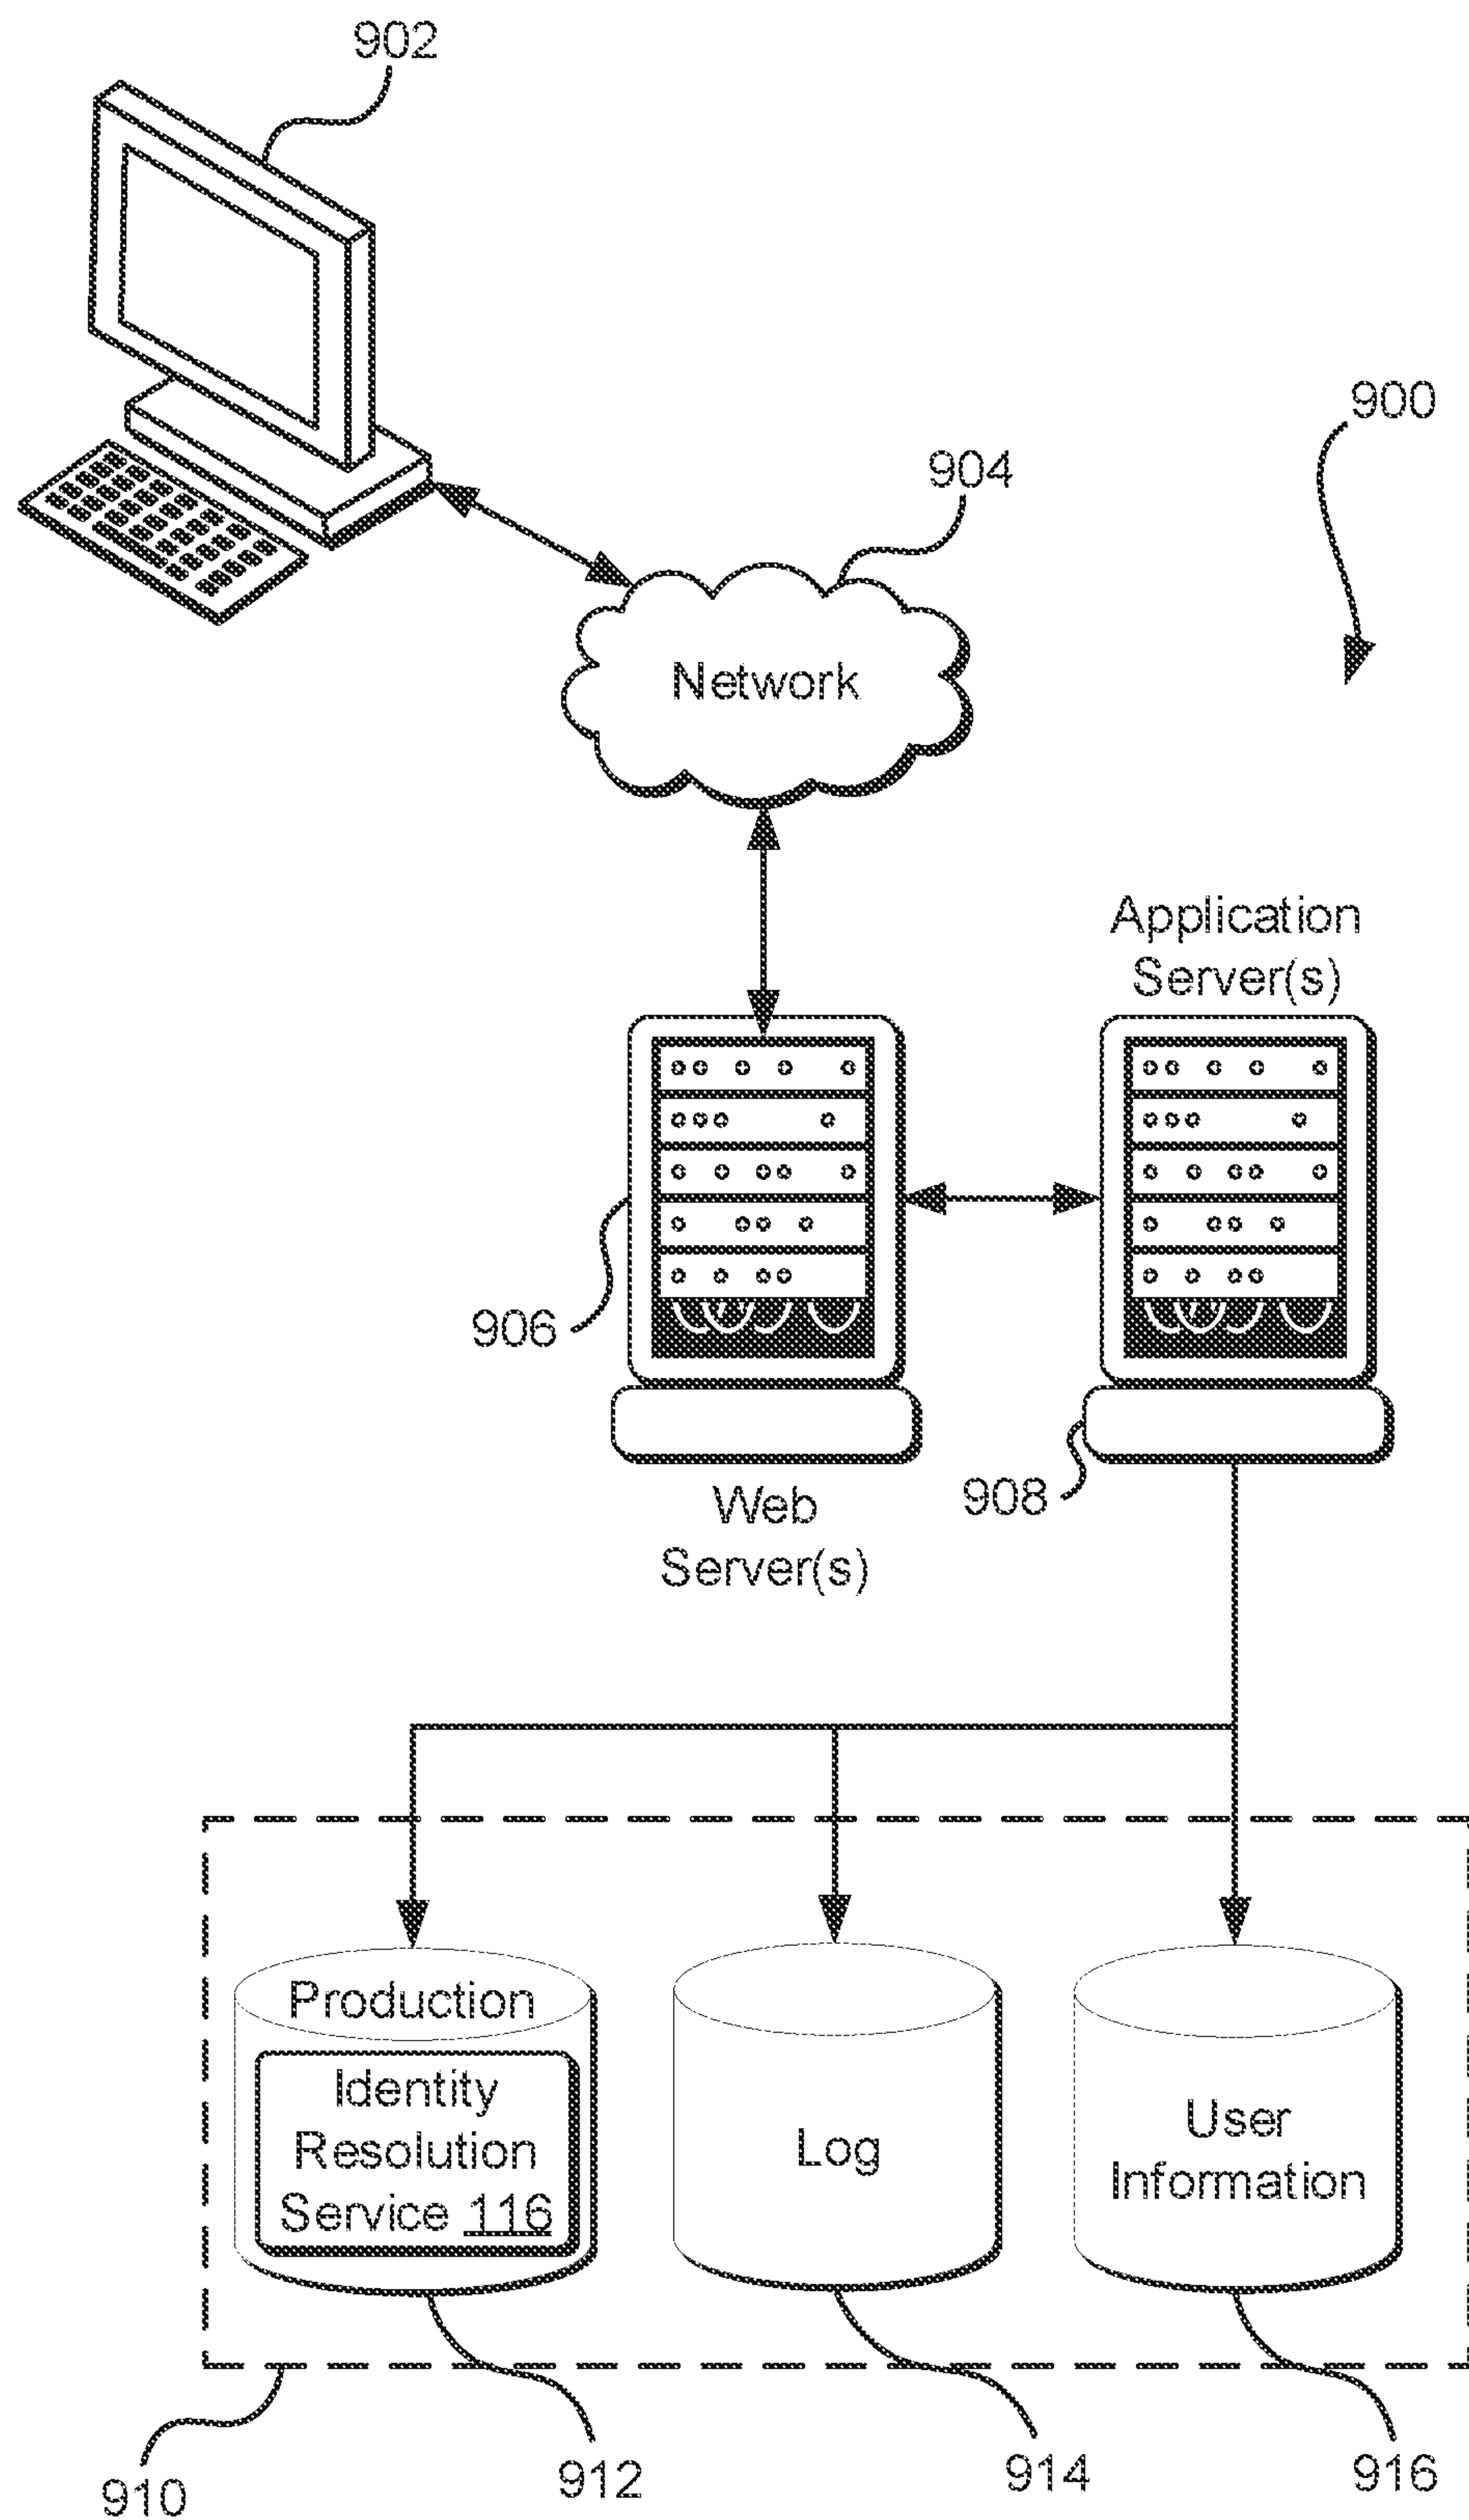 902
900
904
Network
Application
Server(s)
906
908
Web
Server(s)
Production
Identity
Resolution
Service 116
Log
User
Information
910
912
914
916